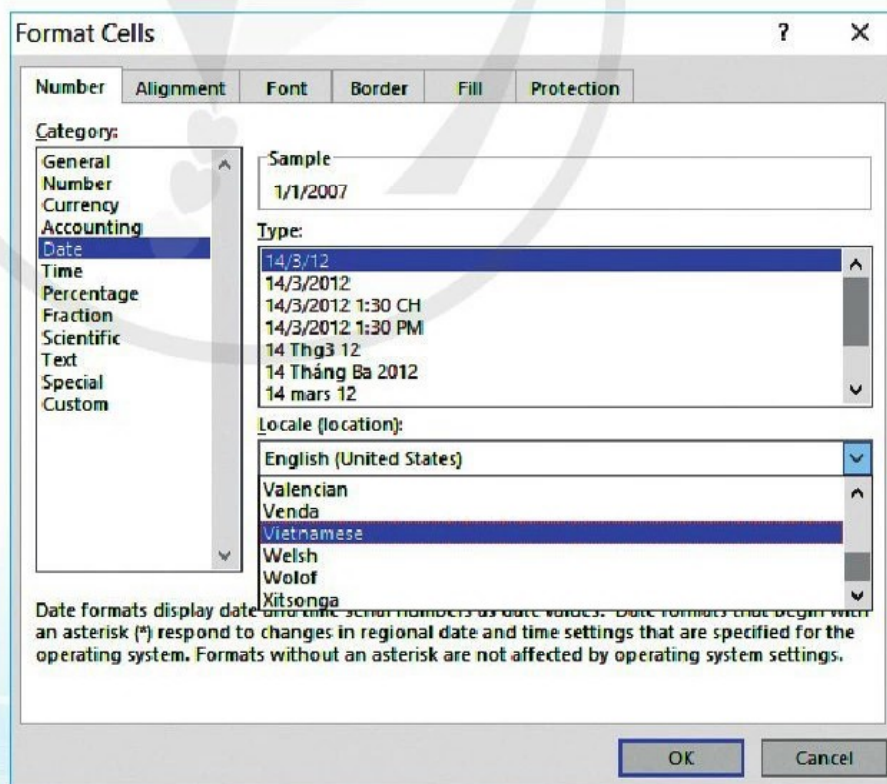 Format Cells
? ×
Number Alignment Font Border Fill Protection
Category:
General
Number
Currency
Accounting
Date
Time
Percentage
Fraction
Scientific
Text
Special
Custom
Sample
1/1/2007
Type:
14/3/12
14/3/2012
14/3/2012 1:30 CH
14/3/2012 1:30 PM
14 Thg3 12
14 Tháng Ba 2012
14 mars 12
Locale (location):
English (United States)
Valencian
Venda
Vietnamese
Welsh
Wolof
Xitsonga
Date formats display date and time serial numbers as date values. Date formats that begin with
an asterisk (*) respond to changes in regional date and time settings that are specified for the
operating system. Formats without an asterisk are not affected by operating system settings.
OK Cancel